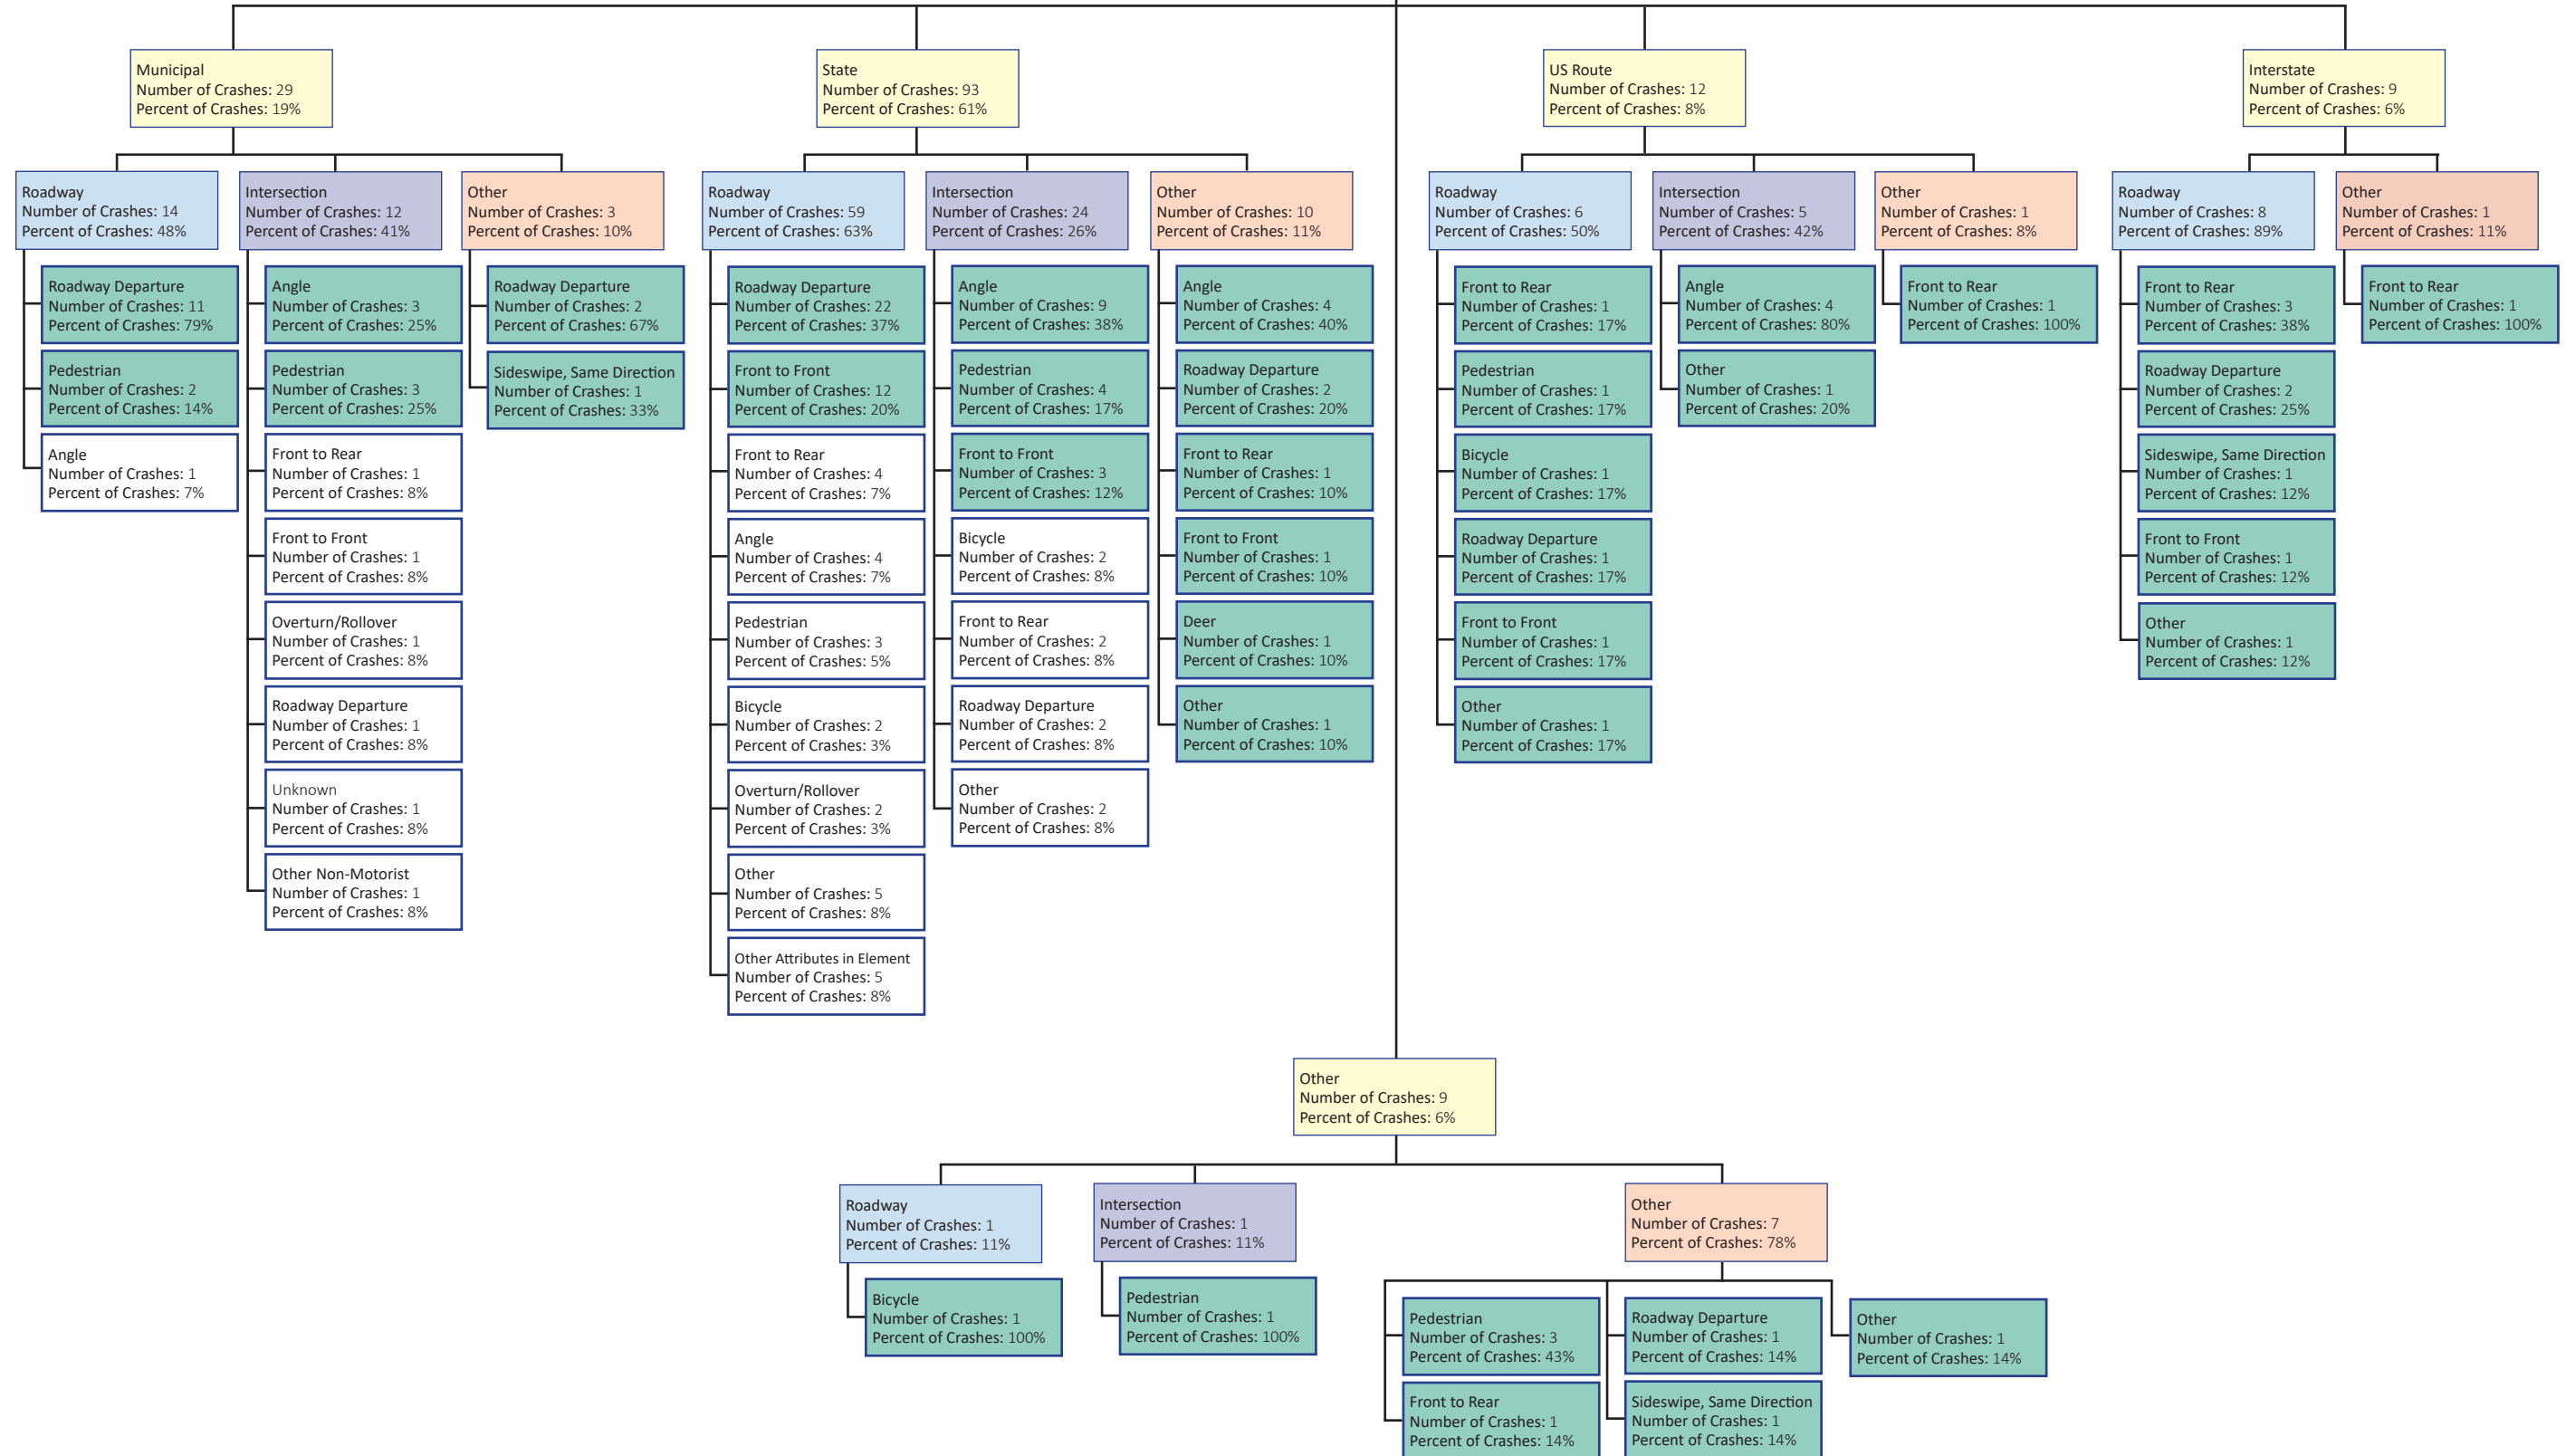 Municipal
Number of Crashes: 29
Percent of Crashes: 19%
State
Number of Crashes: 93
Percent of Crashes: 61%
US Route
Number of Crashes: 12
Percent of Crashes: 8%
Interstate
Number of Crashes: 9
Percent of Crashes: 6%
Roadway
Number of Crashes: 14
Percent of Crashes: 48%
Roadway Departure
Number of Crashes: 11
Percent of Crashes: 79%
Pedestrian
Number of Crashes: 2
Percent of Crashes: 14%
Angle
Number of Crashes: 1
Percent of Crashes: 7%
Intersection
Number of Crashes: 12
Percent of Crashes: 41%
Angle
Number of Crashes: 3
Percent of Crashes: 25%
Pedestrian
Number of Crashes: 3
Percent of Crashes: 25%
Front to Rear
Number of Crashes: 1
Percent of Crashes: 8%
Front to Front
Number of Crashes: 1
Percent of Crashes: 8%
Overturn/Rollover
Number of Crashes: 1
Percent of Crashes: 8%
Roadway Departure
Number of Crashes: 1
Percent of Crashes: 8%
Unknown
Number of Crashes: 1
Percent of Crashes: 8%
Other Non-Motorist
Number of Crashes: 1
Percent of Crashes: 8%
Other
Number of Crashes: 3
Percent of Crashes: 10%
Roadway Departure
Number of Crashes: 2
Percent of Crashes: 67%
Sideswipe, Same Direction
Number of Crashes: 1
Percent of Crashes: 33%
Roadway
Number of Crashes: 59
Percent of Crashes: 63%
Roadway Departure
Number of Crashes: 22
Percent of Crashes: 37%
Front to Front
Number of Crashes: 12
Percent of Crashes: 20%
Front to Rear
Number of Crashes: 4
Percent of Crashes: 7%
Angle
Number of Crashes: 4
Percent of Crashes: 7%
Pedestrian
Number of Crashes: 3
Percent of Crashes: 5%
Bicycle
Number of Crashes: 2
Percent of Crashes: 3%
Overturn/Rollover
Number of Crashes: 2
Percent of Crashes: 3%
Other
Number of Crashes: 5
Percent of Crashes: 8%
Other Attributes in Element
Number of Crashes: 5
Percent of Crashes: 8%
Intersection
Number of Crashes: 24
Percent of Crashes: 26%
Angle
Number of Crashes: 9
Percent of Crashes: 38%
Pedestrian
Number of Crashes: 4
Percent of Crashes: 17%
Front to Front
Number of Crashes: 3
Percent of Crashes: 12%
Bicycle
Number of Crashes: 2
Percent of Crashes: 8%
Front to Rear
Number of Crashes: 2
Percent of Crashes: 8%
Roadway Departure
Number of Crashes: 2
Percent of Crashes: 8%
Other
Number of Crashes: 2
Percent of Crashes: 8%
Other
Number of Crashes: 10
Percent of Crashes: 11%
Angle
Number of Crashes: 4
Percent of Crashes: 40%
Roadway Departure
Number of Crashes: 2
Percent of Crashes: 20%
Front to Rear
Number of Crashes: 1
Percent of Crashes: 10%
Front to Front
Number of Crashes: 1
Percent of Crashes: 10%
Deer
Number of Crashes: 1
Percent of Crashes: 10%
Other
Number of Crashes: 1
Percent of Crashes: 10%
Roadway
Number of Crashes: 6
Percent of Crashes: 50%
Front to Rear
Number of Crashes: 1
Percent of Crashes: 17%
Pedestrian
Number of Crashes: 1
Percent of Crashes: 17%
Bicycle
Number of Crashes: 1
Percent of Crashes: 17%
Roadway Departure
Number of Crashes: 1
Percent of Crashes: 17%
Front to Front
Number of Crashes: 1
Percent of Crashes: 17%
Other
Number of Crashes: 1
Percent of Crashes: 17%
Intersection
Number of Crashes: 5
Percent of Crashes: 42%
Angle
Number of Crashes: 4
Percent of Crashes: 80%
Other
Number of Crashes: 1
Percent of Crashes: 20%
Other
Number of Crashes: 1
Percent of Crashes: 8%
Front to Rear
Number of Crashes: 1
Percent of Crashes: 100%
Roadway
Number of Crashes: 8
Percent of Crashes: 89%
Front to Rear
Number of Crashes: 3
Percent of Crashes: 38%
Roadway Departure
Number of Crashes: 2
Percent of Crashes: 25%
Sideswipe, Same Direction
Number of Crashes: 1
Percent of Crashes: 12%
Front to Front
Number of Crashes: 1
Percent of Crashes: 12%
Other
Number of Crashes: 1
Percent of Crashes: 12%
Other
Number of Crashes: 1
Percent of Crashes: 11%
Front to Rear
Number of Crashes: 1
Percent of Crashes: 100%
Other
Number of Crashes: 9
Percent of Crashes: 6%
Roadway
Number of Crashes: 1
Percent of Crashes: 11%
Bicycle
Number of Crashes: 1
Percent of Crashes: 100%
Intersection
Number of Crashes: 1
Percent of Crashes: 11%
Pedestrian
Number of Crashes: 1
Percent of Crashes: 100%
Other
Number of Crashes: 7
Percent of Crashes: 78%
Pedestrian
Number of Crashes: 3
Percent of Crashes: 43%
Front to Rear
Number of Crashes: 1
Percent of Crashes: 14%
Roadway Departure
Number of Crashes: 1
Percent of Crashes: 14%
Sideswipe, Same Direction
Number of Crashes: 1
Percent of Crashes: 14%
Other
Number of Crashes: 1
Percent of Crashes: 14%